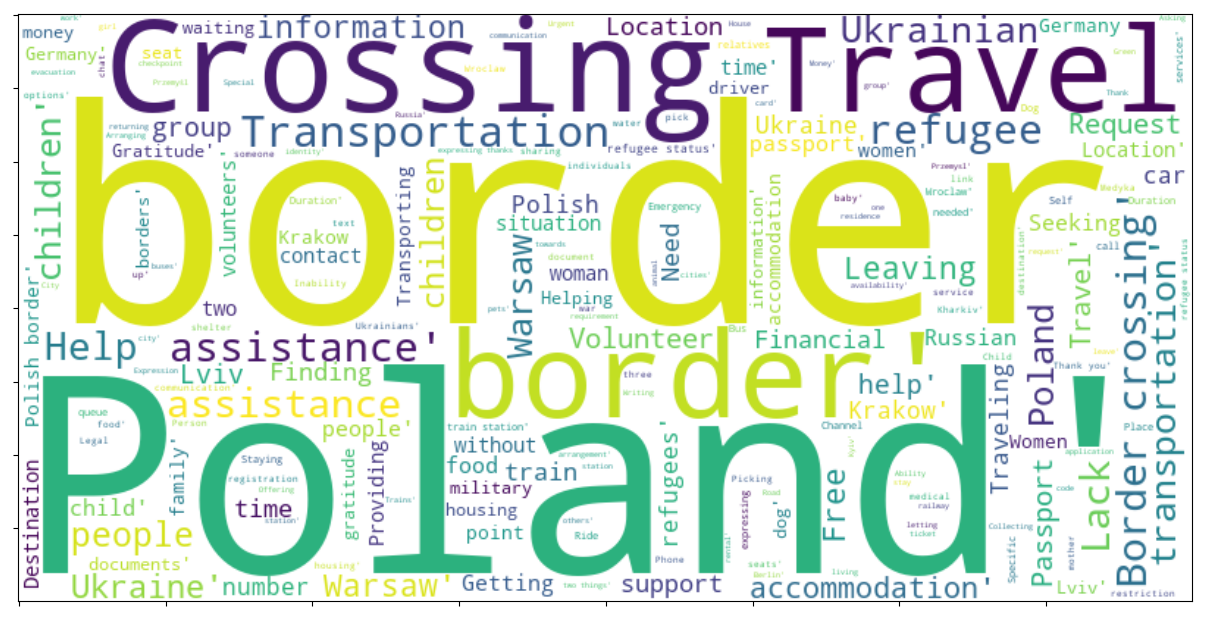 work'
girl
waiting
information
Urgent
communication
Location
House
relatives
Ukrainian
Germany
Asking
money
Crossing
Travel
Germany'
seat
checkpoint
chat'
evacuation
Przemysl
Special
Wroclaw
time'
driver
Money'
group'
Green
Thank
services'
card'
options'
Russia'
water
pick
Dog
returning
Arranging
group
Transportation
Ukraine
passport
refugee
Request
Gratitude'
someone
identity'
expressing thanks
sharing
refugee status'
women'
Location'
children'
border
volunteers'
individuals
Przemysl'
link
car
borders'
Duration'
text
Transporting
children
Polish
Emergency
information'
accommodation
baby'
one
residence
Wroclaw'
needed'
Self
Medyka
Duration
Krakow
contact
situation
towards
document
Need
Seeking
call
buses'
up'
City
Inability
Warsaw
woman
animal
cities'
Leaving
availability'
service
destination'
request'
refugee status
Polish border'
two
pets'
Helping
war
requirement
Kharkiv'
Travel'
Border crossing'
transportation'
shelter
Ukrainians'
Bus
Help
city'
assistance'
border'
Volunteer
Financial
Russian
Poland
Child
Thank you'
leave'
Expression
Lviv
Finding
communication'
three
Writing
help'
Poland'
Person
assistance
Krakow'
Traveling
queue
food'
Legal
people'
train station'
Channel
Place
family'
Staying
registration
Offering
without
arrangement'
station
Kyiv'
Women
application
Destination
child'
time
station'
gratitude
Providing
Trains'
food
train
military
refugees'
Picking
Road
Ability
stay
medical
railway
Passport
Lack
code
people
housing
others'
point
Ride
expressing
dog'
Free
letting
ticket
Collecting
Specific
mother
documents'
housing'
Phone
rental'
seats'
Berlin'
living
Ukraine'
number
Warsaw'
Getting
two things'
support
accommodation'
Lviv'
restriction